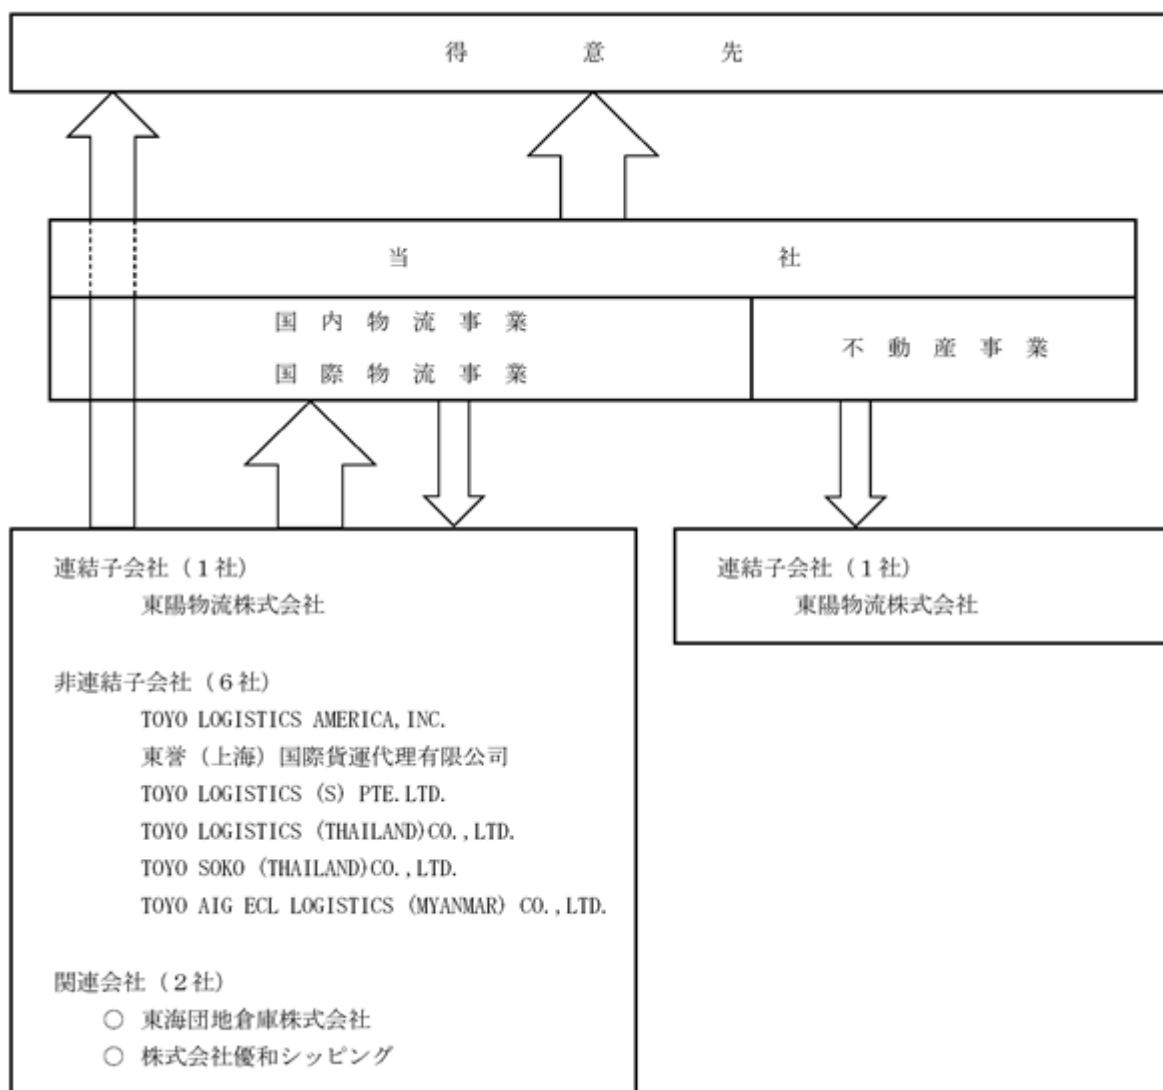 得意先
当社
国内物流事業
国際物流事業
不動産事業
連結子会社（1社）
東陽物流株式会社
非連結子会社（6社）
TOYO LOGISTICS AMERICA,INC.
東誉（上海）国際貨運代理有限公司
TOYO LOGISTICS (S) PTE.LTD.
TOYO LOGISTICS (THAILAND)CO.,LTD.
TOYO SOKO (THAILAND)CO.,LTD.
TOYO AIG ECL LOGISTICS (MYANMAR) CO.,LTD.
関連会社（2社）
○ 東海団地倉庫株式会社
○ 株式会社優和シッピング
連結子会社（1社）
東陽物流株式会社